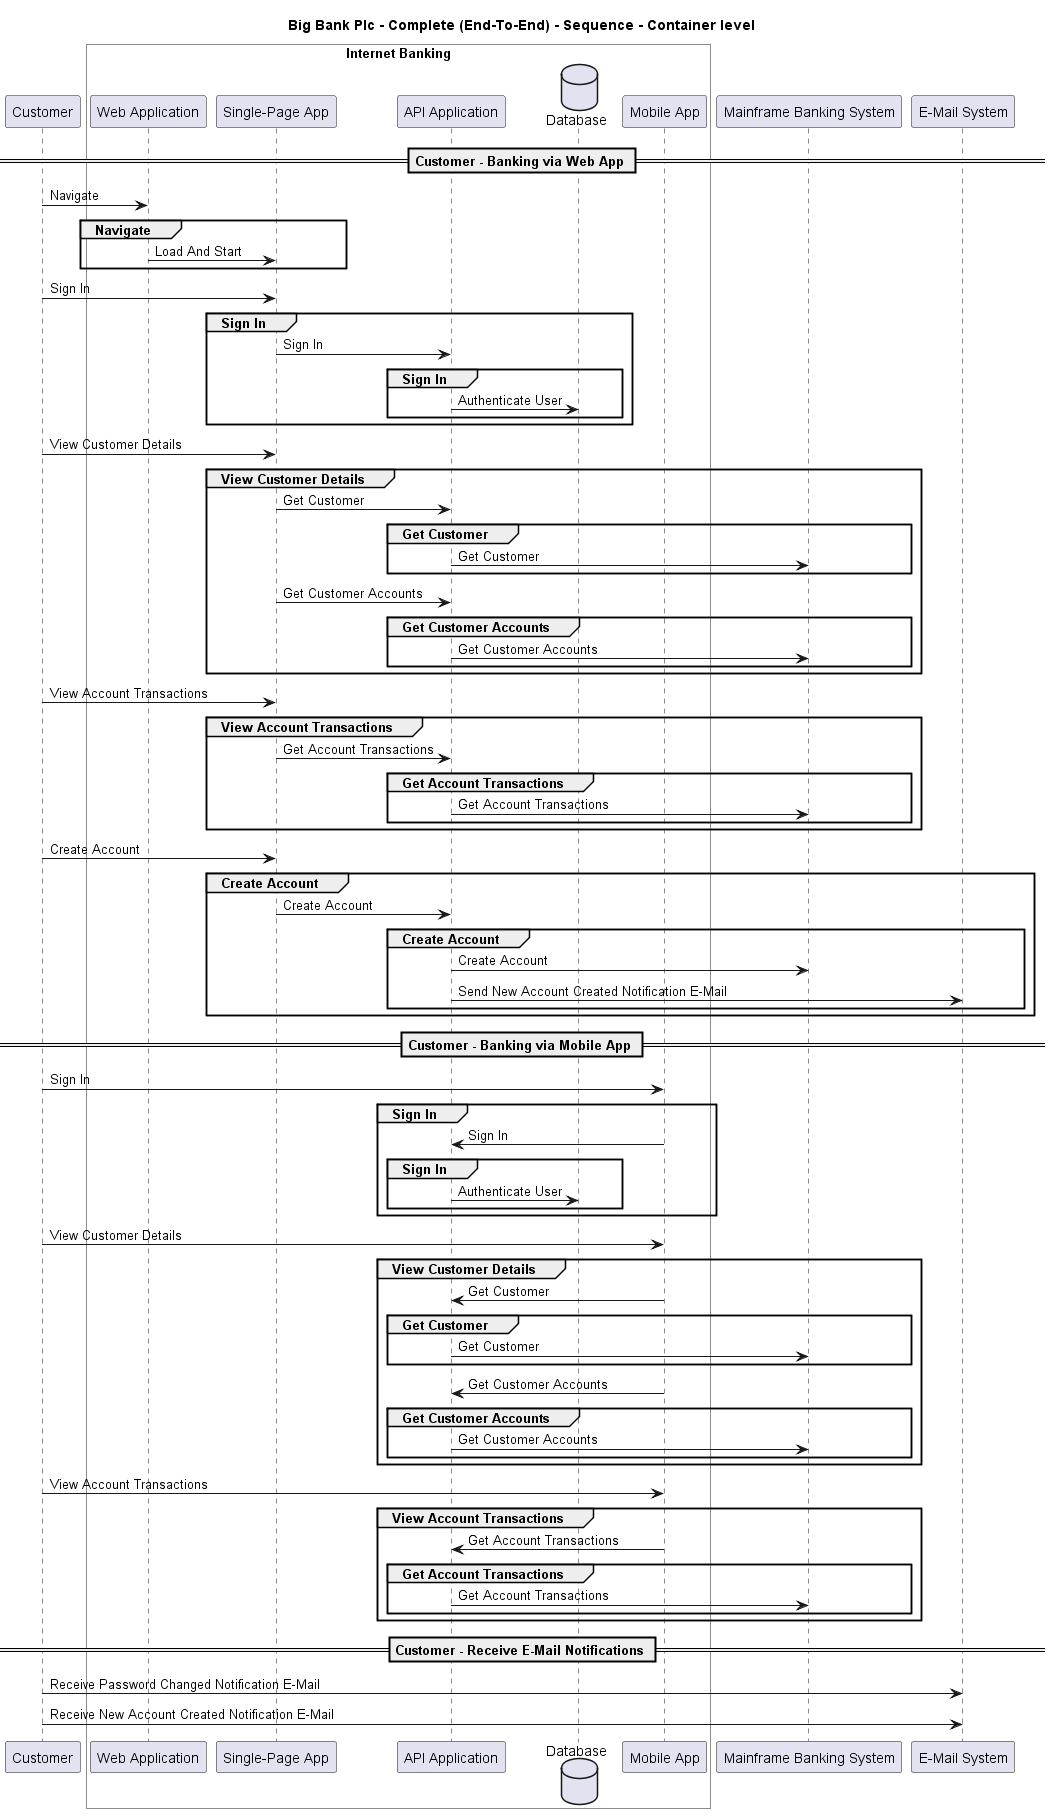 Big Bank Plc - Complete (End-To-End) - Sequence - Container level
Internet Banking
Customer
Web Application
Single-Page App
API Application
Database
Mobile App
Mainframe Banking System
E-Mail System
Customer - Banking via Web App
Navigate
Navigate
Load And Start
Sign In
Sign In
Sign In
Sign In
Authenticate User
View Customer Details
View Customer Details
Get Customer
Get Customer
Get Customer
Get Customer Accounts
Get Customer Accounts
Get Customer Accounts
View Account Transactions
View Account Transactions
Get Account Transactions
Get Account Transactions
Get Account Transactions
Create Account
Create Account
Create Account
Create Account
Create Account
Send New Account Created Notification E-Mail
Customer - Banking via Mobile App
Sign In
Sign In
Sign In
Sign In
Authenticate User
View Customer Details
View Customer Details
Get Customer
Get Customer
Get Customer
Get Customer Accounts
Get Customer Accounts
Get Customer Accounts
View Account Transactions
View Account Transactions
Get Account Transactions
Get Account Transactions
Get Account Transactions
Customer - Receive E-Mail Notifications
Receive Password Changed Notification E-Mail
Receive New Account Created Notification E-Mail
Customer
Web Application
Single-Page App
API Application
Database
Mobile App
Mainframe Banking System
E-Mail System